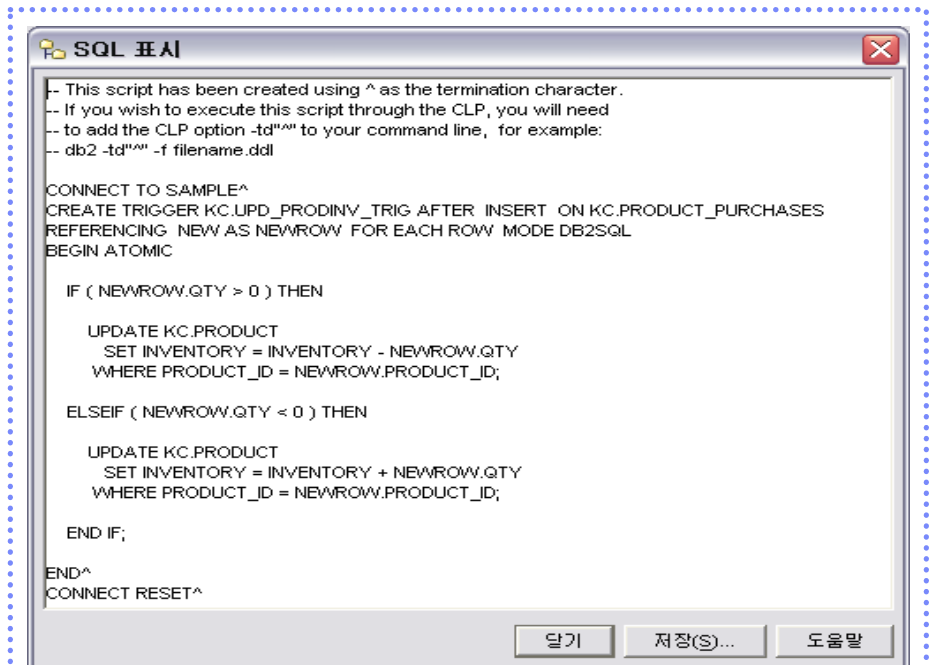 SQL 표시
-- This script has been created using ^ as the termination character.
-- If you wish to execute this script through the CLP, you will need
-- to add the CLP option -td"^" to your command line, for example:
-- db2 -td"^" -f filename.ddl
CONNECT TO SAMPLE^
CREATE TRIGGER KC.UPD_PRODINV_TRIG AFTER INSERT ON KC.PRODUCT_PURCHASES
REFERENCING NEW AS NEWROW FOR EACH ROW MODE DB2SQL
BEGIN ATOMIC
IF ( NEWROW.QTY > 0 ) THEN
UPDATE KC.PRODUCT
SET INVENTORY = INVENTORY - NEWROW.QTY
WHERE PRODUCT_ID = NEWROW.PRODUCT_ID;
ELSEIF ( NEWROW.QTY < 0 ) THEN
UPDATE KC.PRODUCT
SET INVENTORY = INVENTORY + NEWROW.QTY
WHERE PRODUCT_ID = NEWROW.PRODUCT_ID;
END IF;
END^
CONNECT RESET^
닫기 저장(S)... 도움말